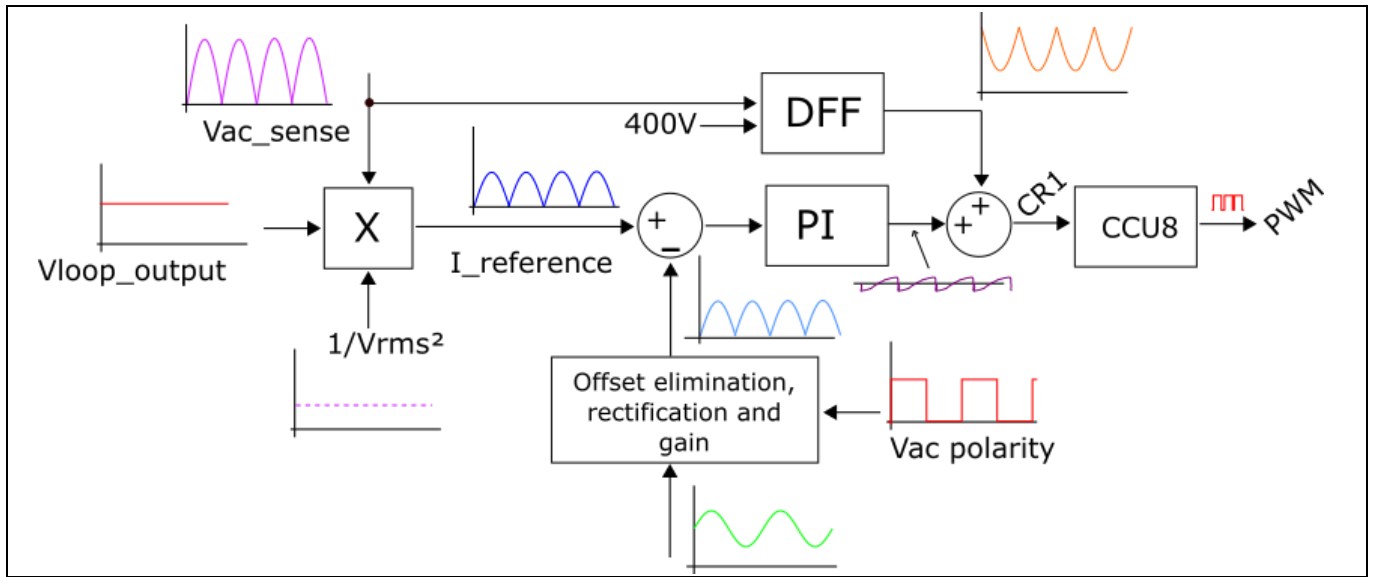 Vac_sense
400V
DFF
Vloop_output
X
I_reference
+
−
PI
+
+
CR1
CCU8
PWM
1/Vrms²
Offset elimination,
rectification and
gain
Vac polarity